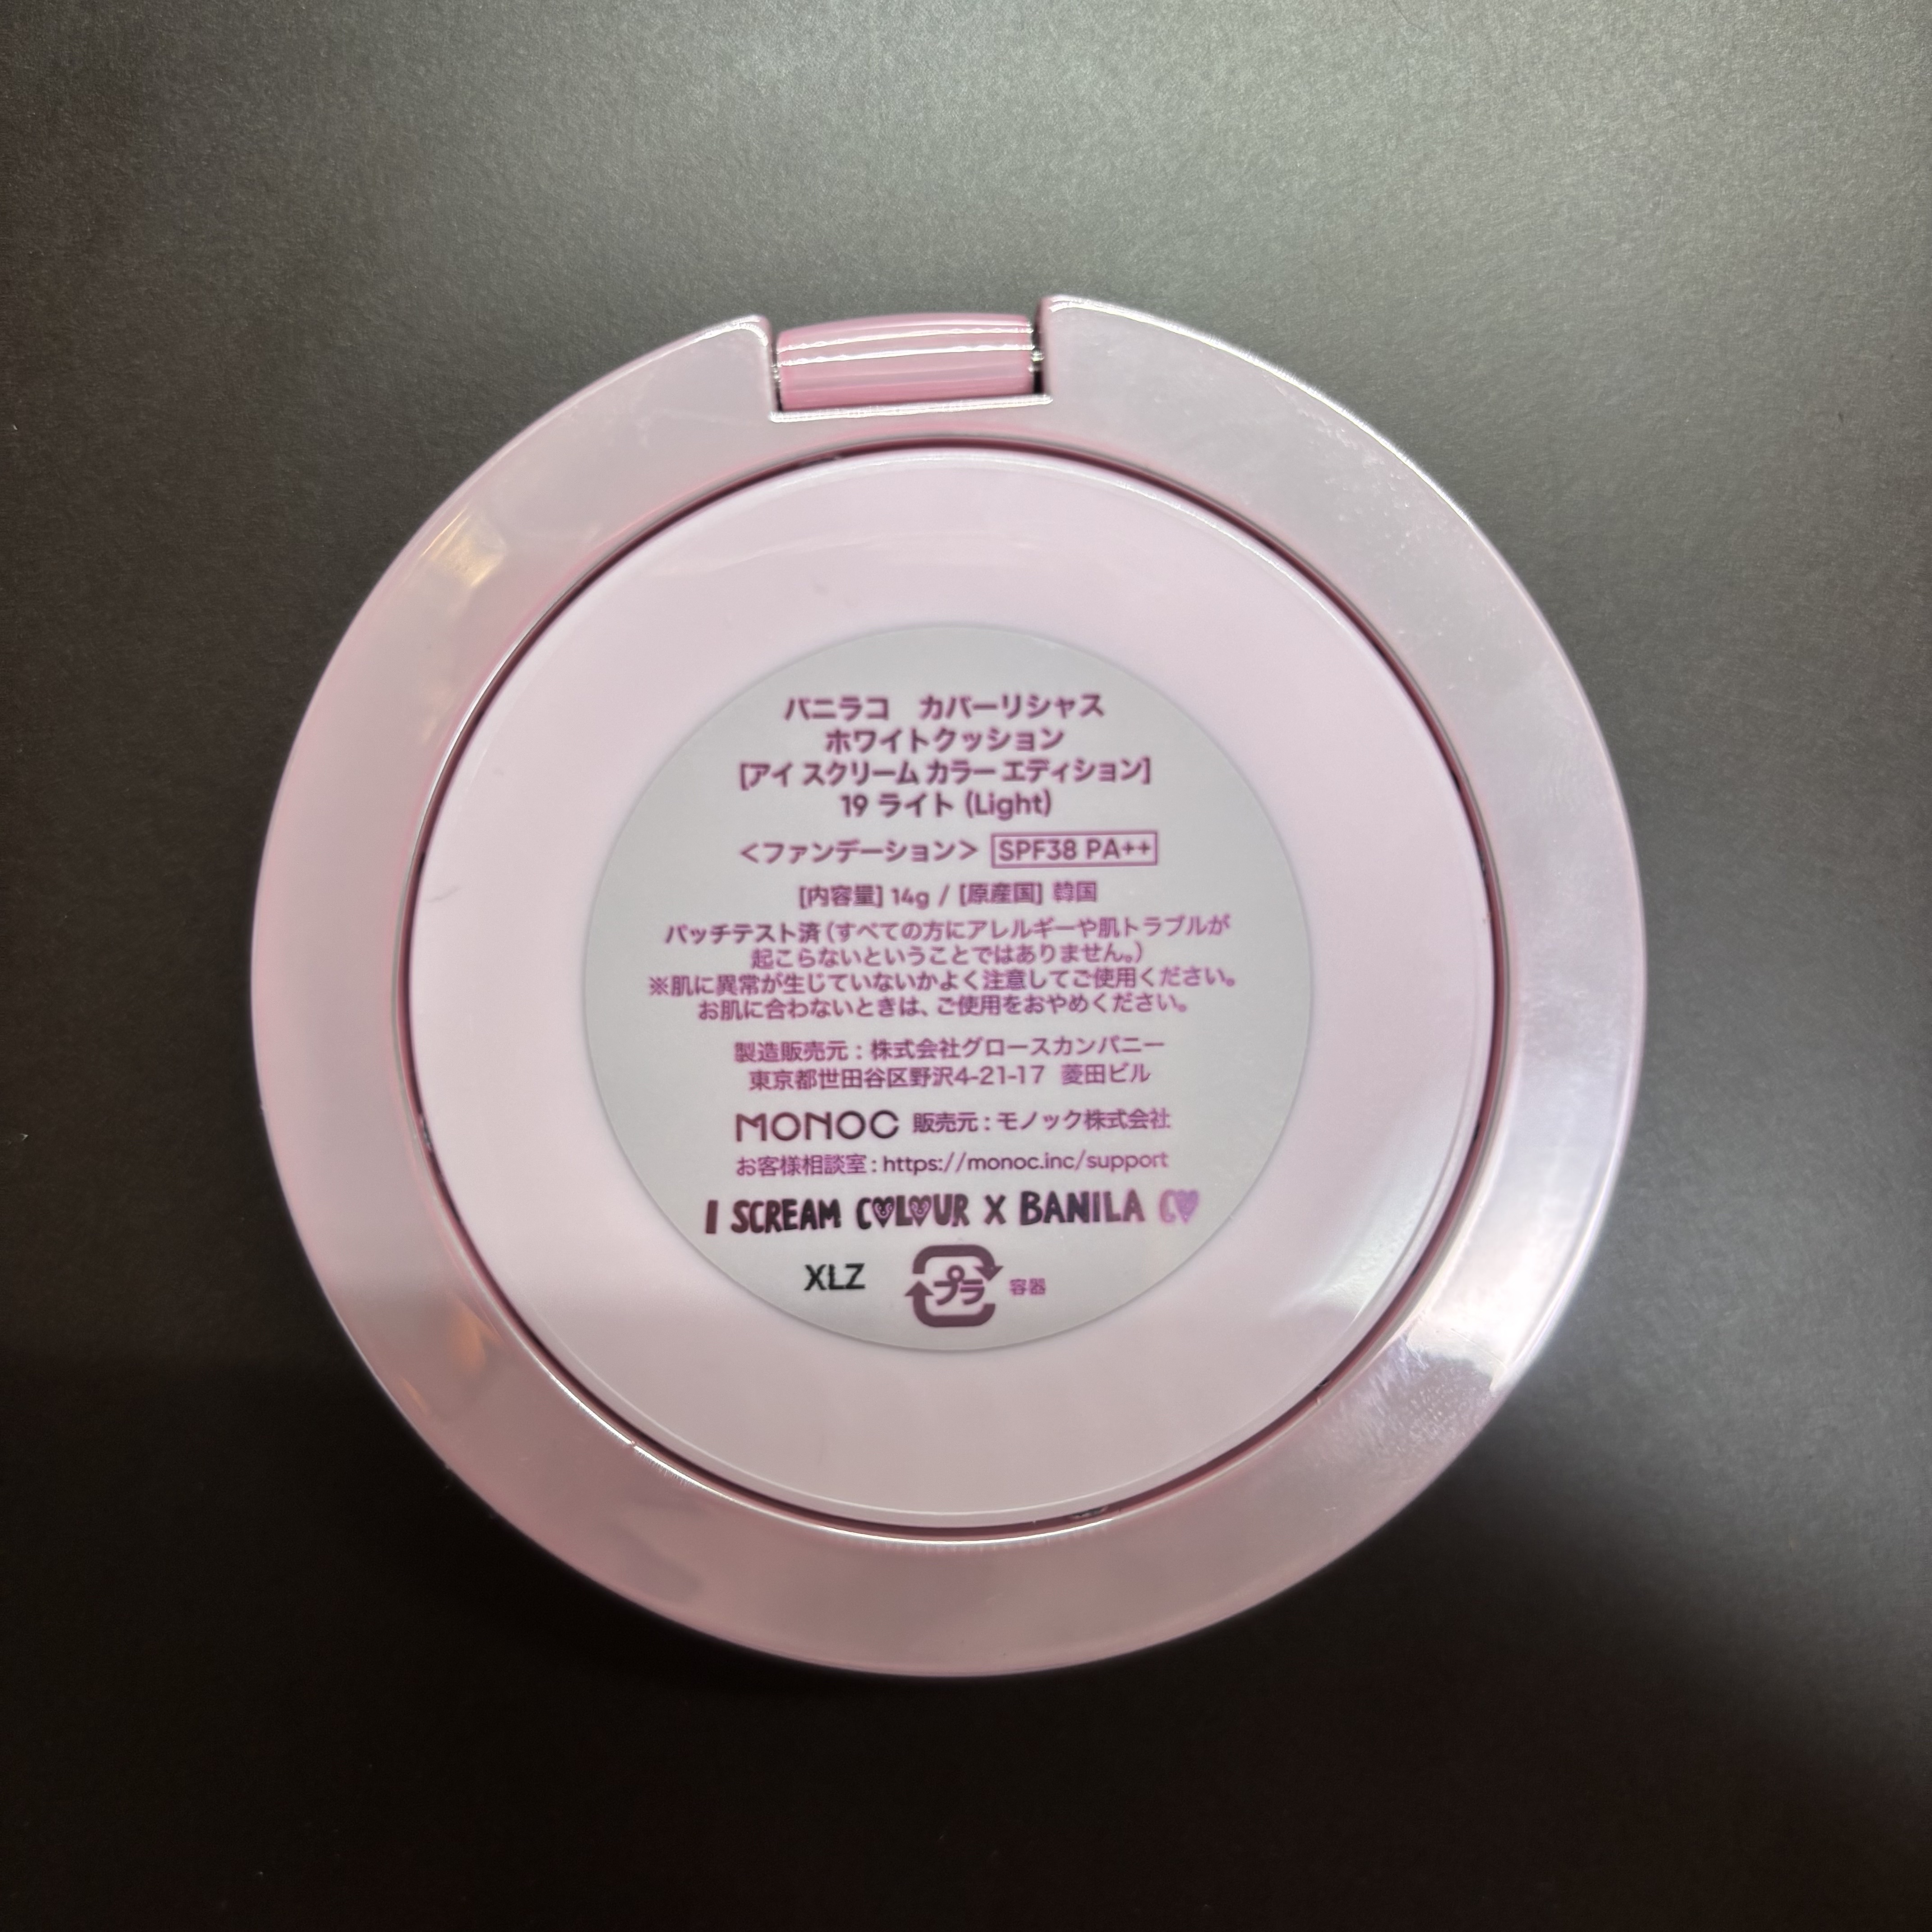 バニラコ　カバーリシャス
ホワイトクッション
[アイ スクリーム カラー エディション]
19 ライト (Light)
＜ファンデーション＞ SPF38 PA++
[内容量] 14g / [原産国] 韓国
パッチテスト済（すべての方にアレルギーや肌トラブルが
起こらないということではありません。）
※肌に異常が生じていないかよく注意してご使用ください。
お肌に合わないときは、ご使用をおやめください。
製造販売元：株式会社グロースカンパニー
東京都世田谷区野沢4-21-17 菱田ビル
MONOC 販売元：モノック株式会社
お客様相談室：https://monoc.inc/support
I SCREAM COLOUR X BANILA CO
XLZ プラ 容器